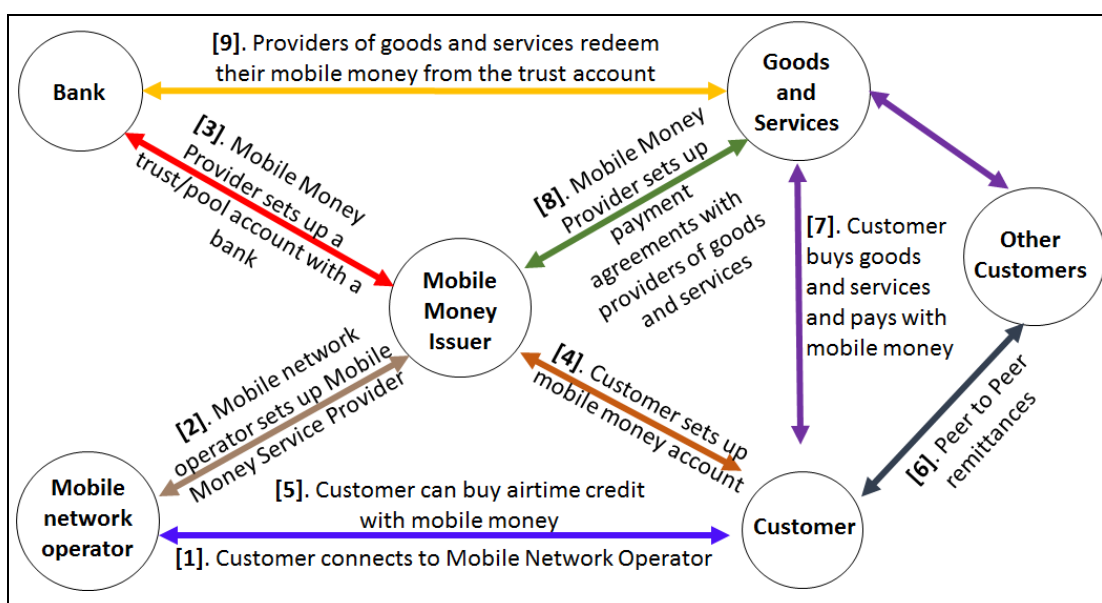 [9]. Providers of goods and services redeem
their mobile money from the trust account
Bank
Goods
and
Services
[3]. Mobile Money
Provider sets up a
trust/pool account with a
bank
[8]. Mobile Money
Provider sets up
payment
agreements with
providers of goods
and services
[7]. Customer
buys goods
and services
and pays with
mobile money
Other
Customers
Mobile
Money
Issuer
[2]. Mobile network
operator sets up Mobile
Money Service Provider
[4]. Customer sets up
mobile money account
[6]. Peer to Peer
remittances
Mobile
network
operator
[5]. Customer can buy airtime credit
with mobile money
Customer
[1]. Customer connects to Mobile Network Operator